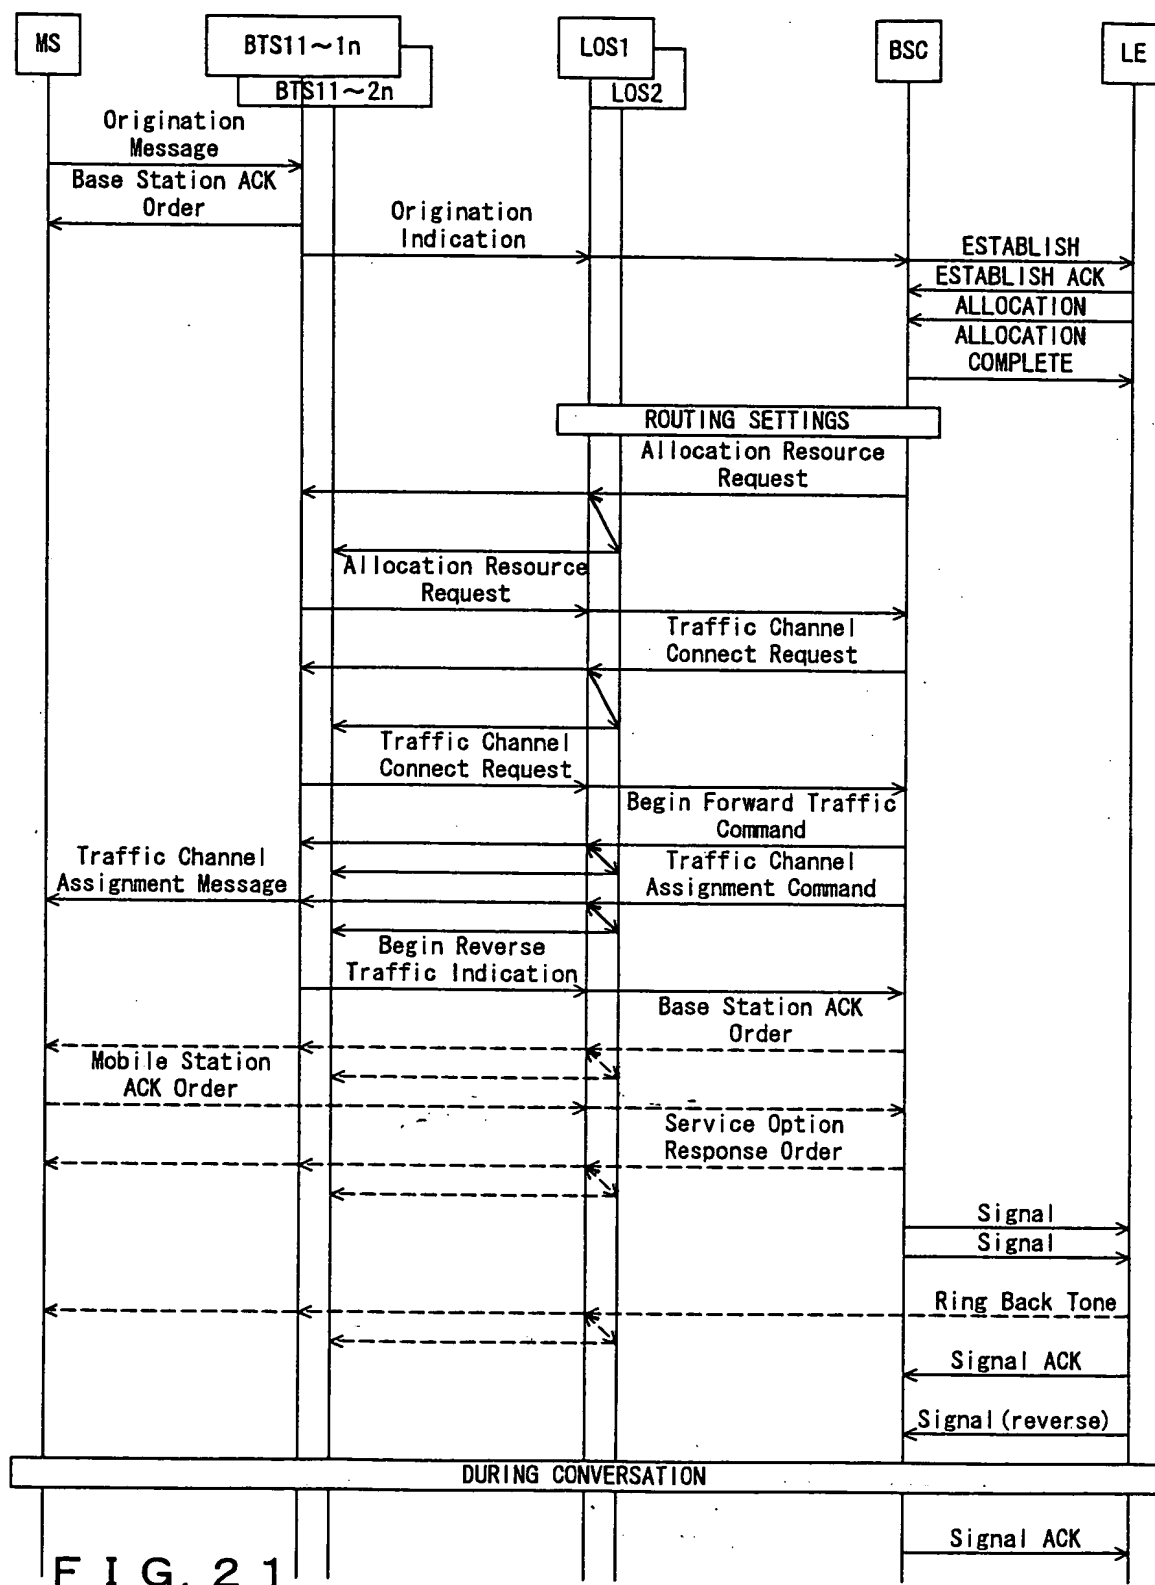 MS
BTS11~1n
BTS11~2n
LOS1
LOS2
BSC
LE
Origination
Message
Base Station ACK
Order
Origination
Indication
ESTABLISH
ESTABLISH ACK
ALLOCATION
ALLOCATION
COMPLETE
ROUTING SETTINGS
Allocation Resource
Request
Allocation Resource
Request
Traffic Channel
Connect Request
Traffic Channel
Connect Request
Begin Forward Traffic
Command
Traffic Channel
Assignment Message
Traffic Channel
Assignment Command
Begin Reverse
Traffic Indication
Base Station ACK
Order
Mobile Station
ACK Order
Service Option
Response Order
Signal
Signal
Ring Back Tone
Signal ACK
Signal(reverse)
DURING CONVERSATION
Signal ACK
FIG. 21